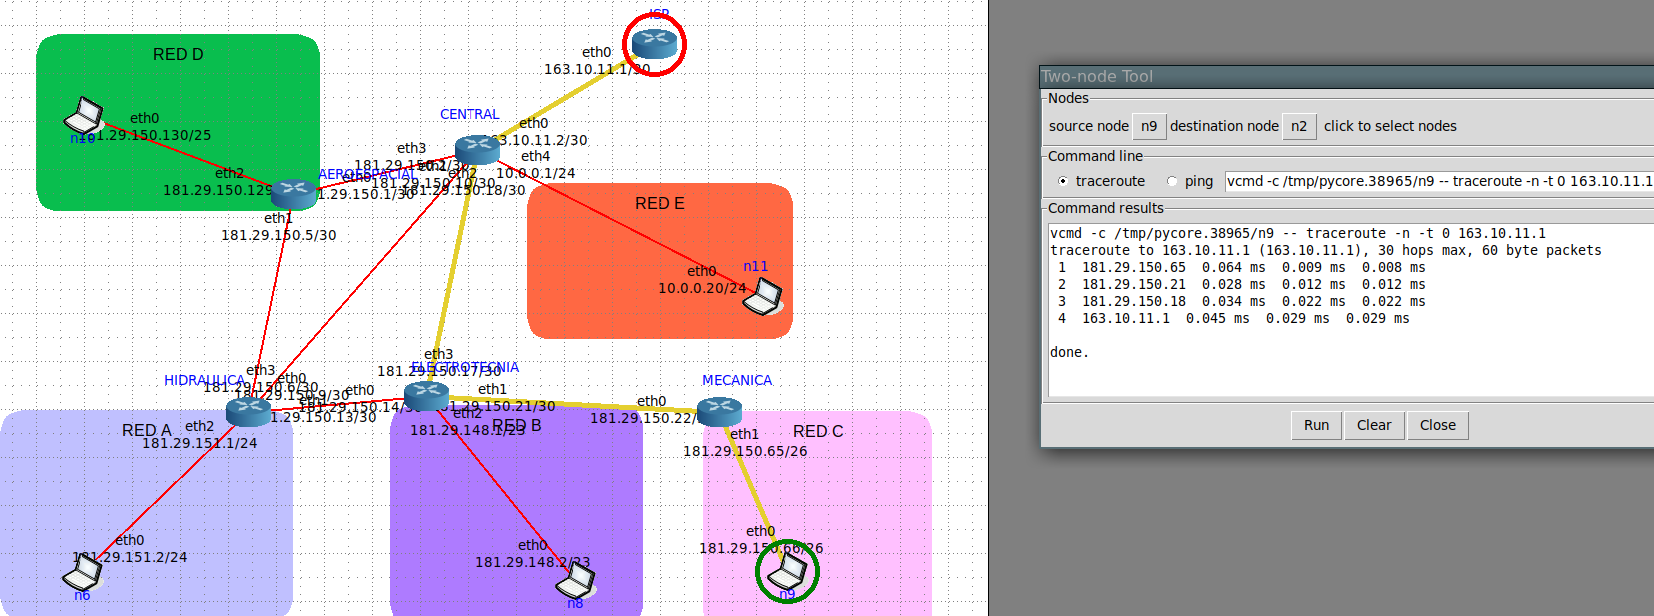 ISP
eth0
163.10.11.1/30
RED D
eth0
181.29.150.130/25
n10
CENTRAL
eth0
163.10.11.2/30
eth3
eth4
10.0.0.1/24
AEROESPACIAL
eth2
181.29.150.129
181.29.150.10/30
181.29.150.18/30
eth2
eth1
181.29.150.5/30
RED E
n11
eth0
10.0.0.20/24
eth3
ELECTROTECNIA
181.29.150.17/30
HIDRAULICA
eth3
181.29.150.6/30
eth0
181.29.150.9/30
eth0
181.29.150.14/30
1.29.150.13/30
eth1
181.29.150.21/30
eth2
181.29.148.1/23
MECANICA
eth0
181.29.150.22/
eth1
181.29.150.65/26
RED A
eth2
181.29.151.1/24
RED B
RED C
eth0
181.29.151.2/24
n6
eth0
181.29.148.2/23
n8
eth0
181.29.150.66/26
n9
Two-node Tool
Nodes
source node n9 destination node n2 click to select nodes
Command line
traceroute ping vcmd -c /tmp/pycore.38965/n9 -- traceroute -n -t 0 163.10.11.1
Command results
vcmd -c /tmp/pycore.38965/n9 -- traceroute -n -t 0 163.10.11.1
traceroute to 163.10.11.1 (163.10.11.1), 30 hops max, 60 byte packets
1 181.29.150.65 0.064 ms 0.009 ms 0.008 ms
2 181.29.150.21 0.028 ms 0.012 ms 0.012 ms
3 181.29.150.18 0.034 ms 0.022 ms 0.022 ms
4 163.10.11.1 0.045 ms 0.029 ms 0.029 ms
done.
Run Clear Close